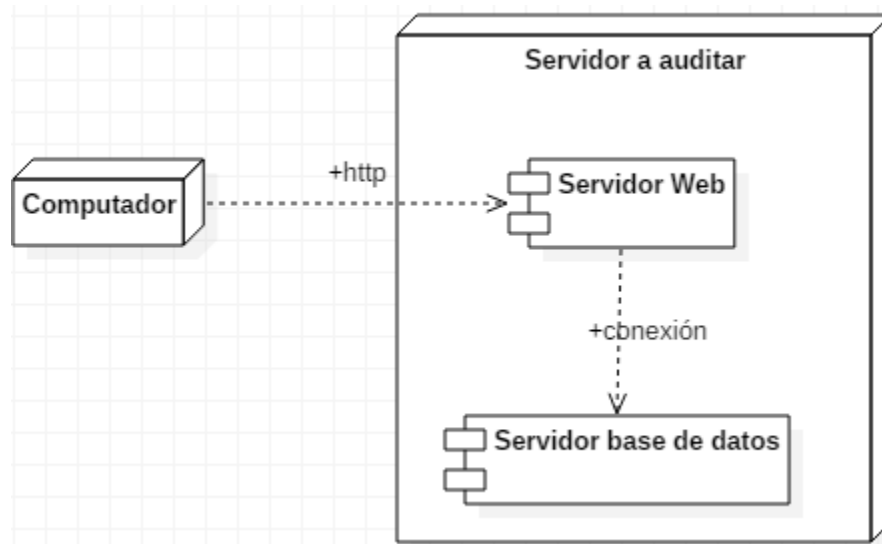 Servidor a auditar
+http
Computador
Servidor Web
+conexión
Servidor base de datos